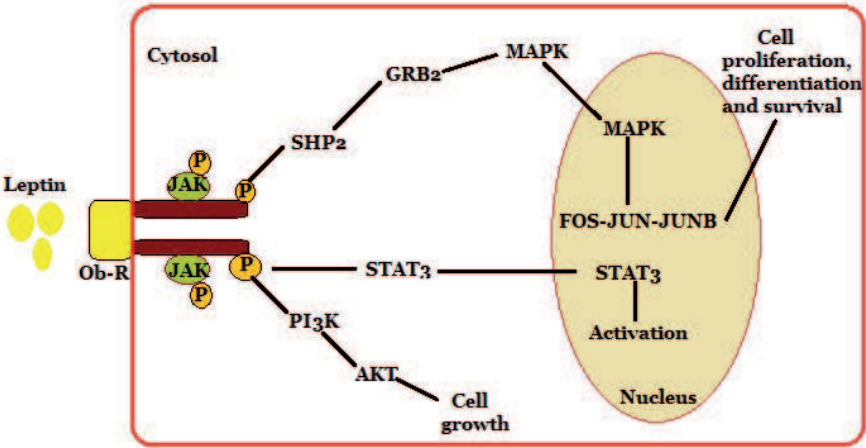 Cytosol
MAPK
GRB2
SHP2
Cell
proliferation,
differentiation
and survival
MAPK
P
JAK
P
Leptin
FOS-JUN-JUNB
Ob-R
JAK
P
P
STAT3
STAT3
PI3K
Activation
AKT
Cell
growth
Nucleus